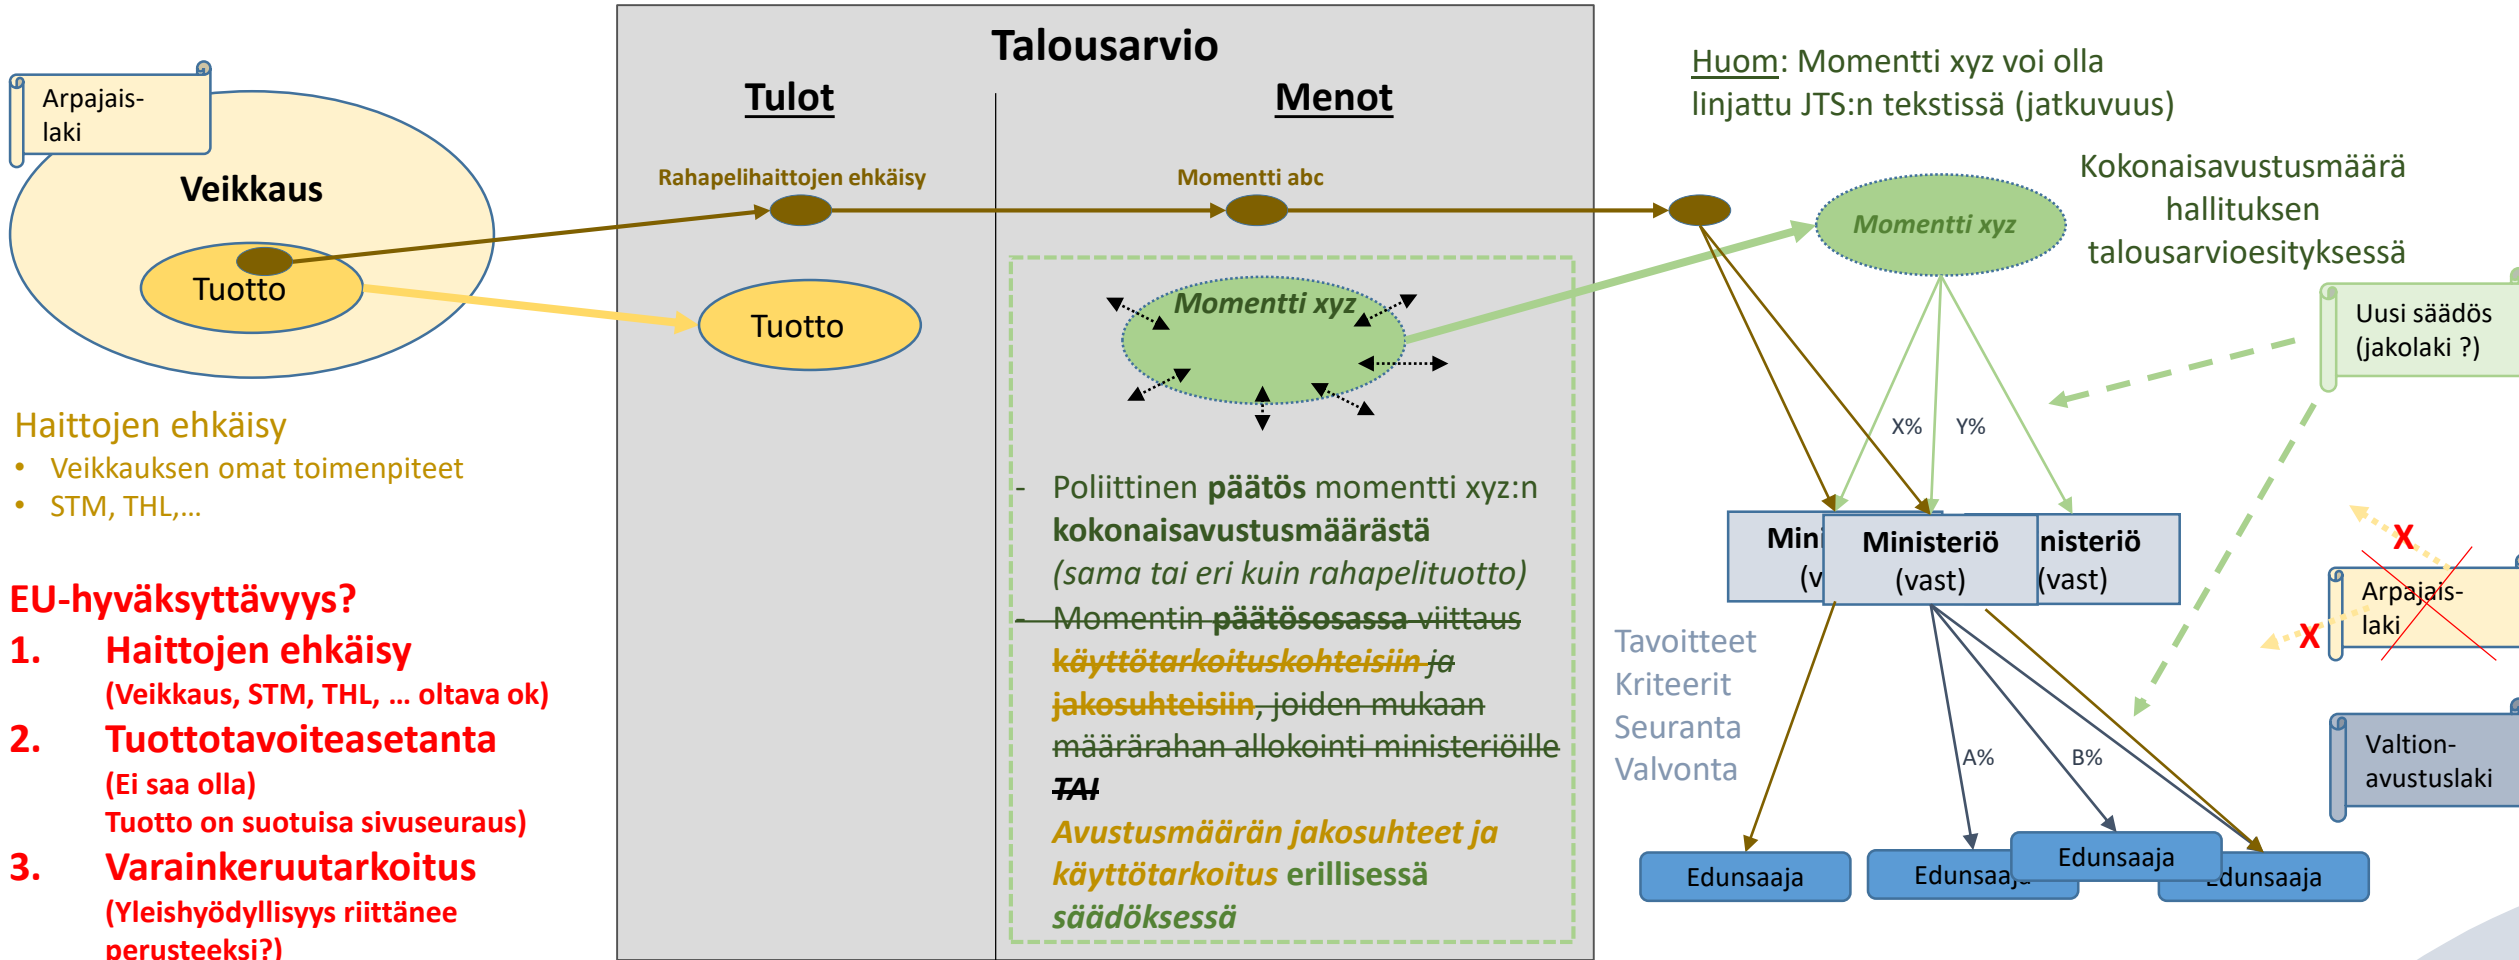 Arpajais-
laki
Veikkaus
Tuotto
Haittojen ehkäisy
• Veikkauksen omat toimenpiteet
• STM, THL,...
EU-hyväksyttävyys?
1. Haittojen ehkäisy
(Veikkaus, STM, THL, ... oltava ok)
2. Tuottotavoiteasetanta
(Ei saa olla)
Tuotto on suotuisa sivuseuraus)
3. Varainkeruutarkoitus
(Yleishyödyllisyys riittänee
perusteeksi?)
Talousarvio
Tulot
Menot
Rahapelihaittojen ehkäisy
Momentti abc
Tuotto
Momentti xyz
- Poliittinen päätös momentti xyz:n
kokonaisavustusmäärästä
(sama tai eri kuin rahapelituotto)
- Momentin päätösosassa viittaus
käyttötarkoituskohteisiin ja
jakosuhteisiin, joiden mukaan
määrärahan allokointi ministeriöille
TAI
Avustusmäärän jakosuhteet ja
käyttötarkoitus erillisessä
säädöksessä
Huom: Momentti xyz voi olla
linjattu JTS:n tekstissä (jatkuvuus)
Momentti xyz
Kokonaisavustusmäärä
hallituksen
talousarvioesityksessä
Uusi säädös
(jakolaki ?)
X%
Y%
Mini
(v
Ministeriö
(vast)
nisteriö
(vast)
X
X
Arpajais-
laki
Tavoitteet
Kriteerit
Seuranta
Valvonta
A%
B%
Valtion-
avustuslaki
Edunsaaja
Edunsaaja
Edunsaaja
Edunsaaja